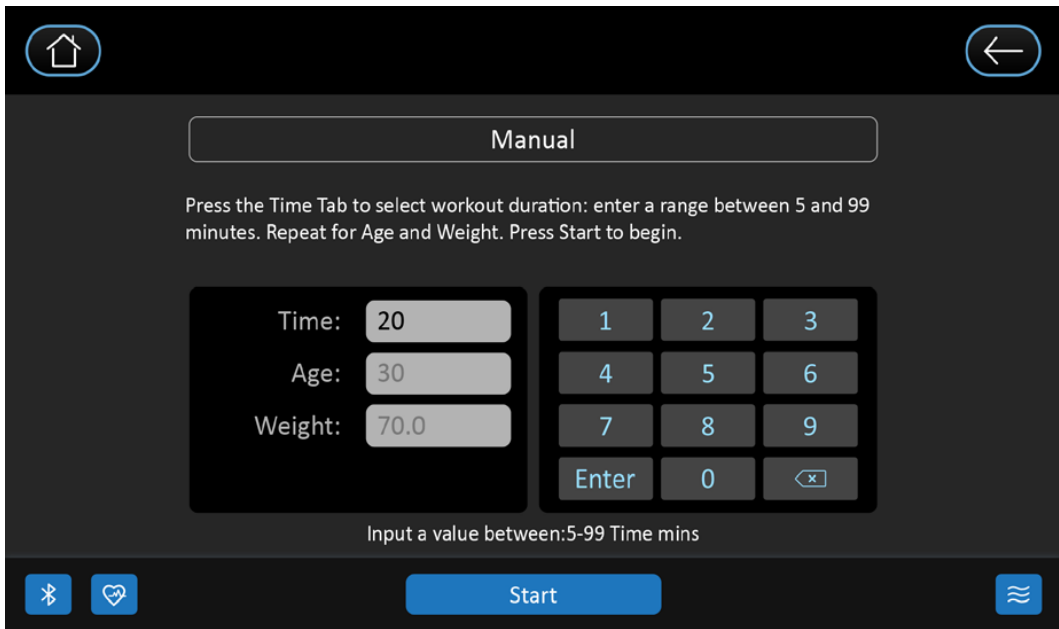 Manual
Press the Time Tab to select workout duration: enter a range between 5 and 99
minutes. Repeat for Age and Weight. Press Start to begin.
Time: 20
Age: 30
Weight: 70.0
1 2 3
4 5 6
7 8 9
Enter 0
Input a value between:5-99 Time mins
Start